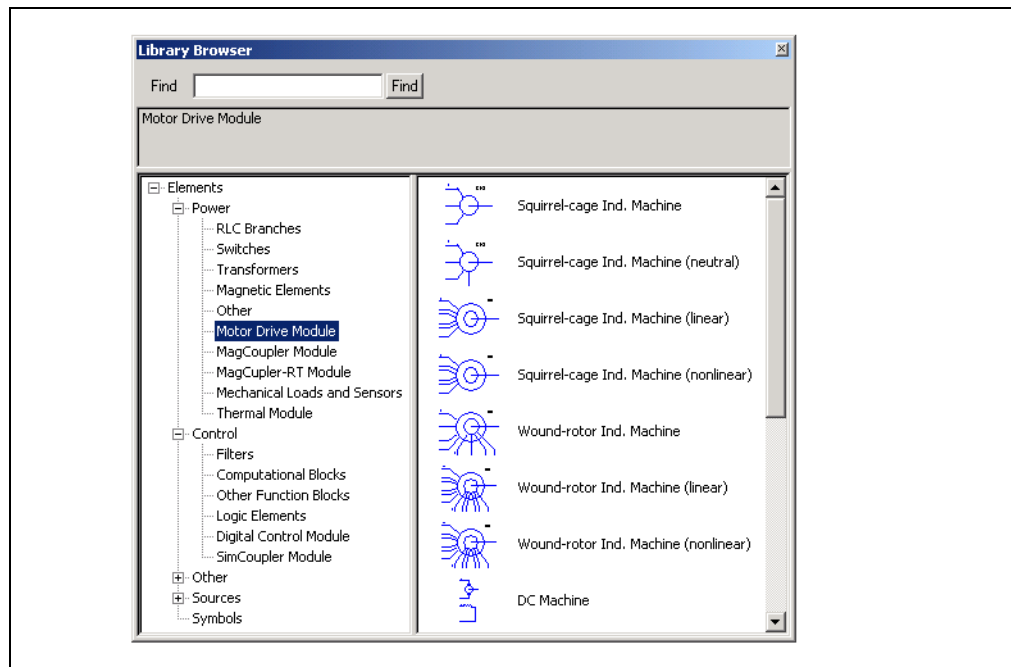 Library Browser
Find
Find
Motor Drive Module
Elements
Power
RLC Branches
Switches
Transformers
Magnetic Elements
Other
Motor Drive Module
MagCoupler Module
MagCupler-RT Module
Mechanical Loads and Sensors
Thermal Module
Control
Filters
Computational Blocks
Other Function Blocks
Logic Elements
Digital Control Module
SimCoupler Module
Other
Sources
Symbols
Squirrel-cage Ind. Machine
Squirrel-cage Ind. Machine (neutral)
Squirrel-cage Ind. Machine (linear)
Squirrel-cage Ind. Machine (nonlinear)
Wound-rotor Ind. Machine
Wound-rotor Ind. Machine (linear)
Wound-rotor Ind. Machine (nonlinear)
DC Machine